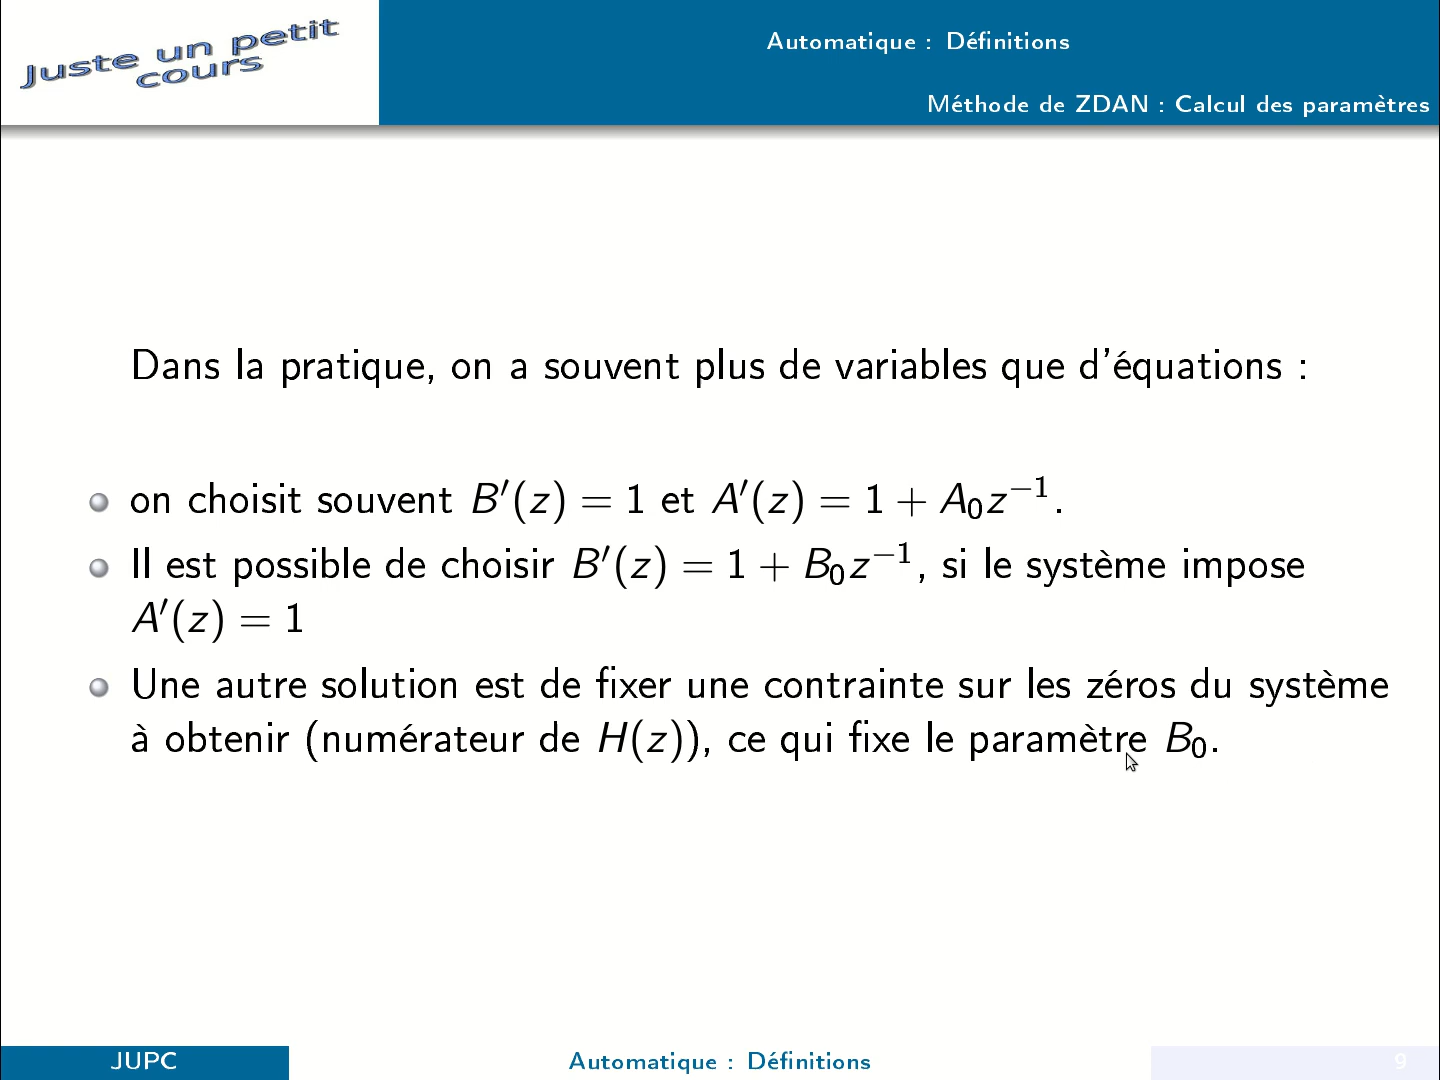 Juste un petit
cours
Automatique : Définitions
Méthode de ZDAN : Calcul des paramètres
Dans la pratique, on a souvent plus de variables que d'équations :
on choisit souvent B′(z) = 1 et A′(z) = 1 + A₀z⁻¹.
Il est possible de choisir B′(z) = 1 + B₀z⁻¹, si le système impose
A′(z) = 1
Une autre solution est de fixer une contrainte sur les zéros du système
à obtenir (numérateur de H(z)), ce qui fixe le paramètre B₀.
JUPC
Automatique : Définitions
9